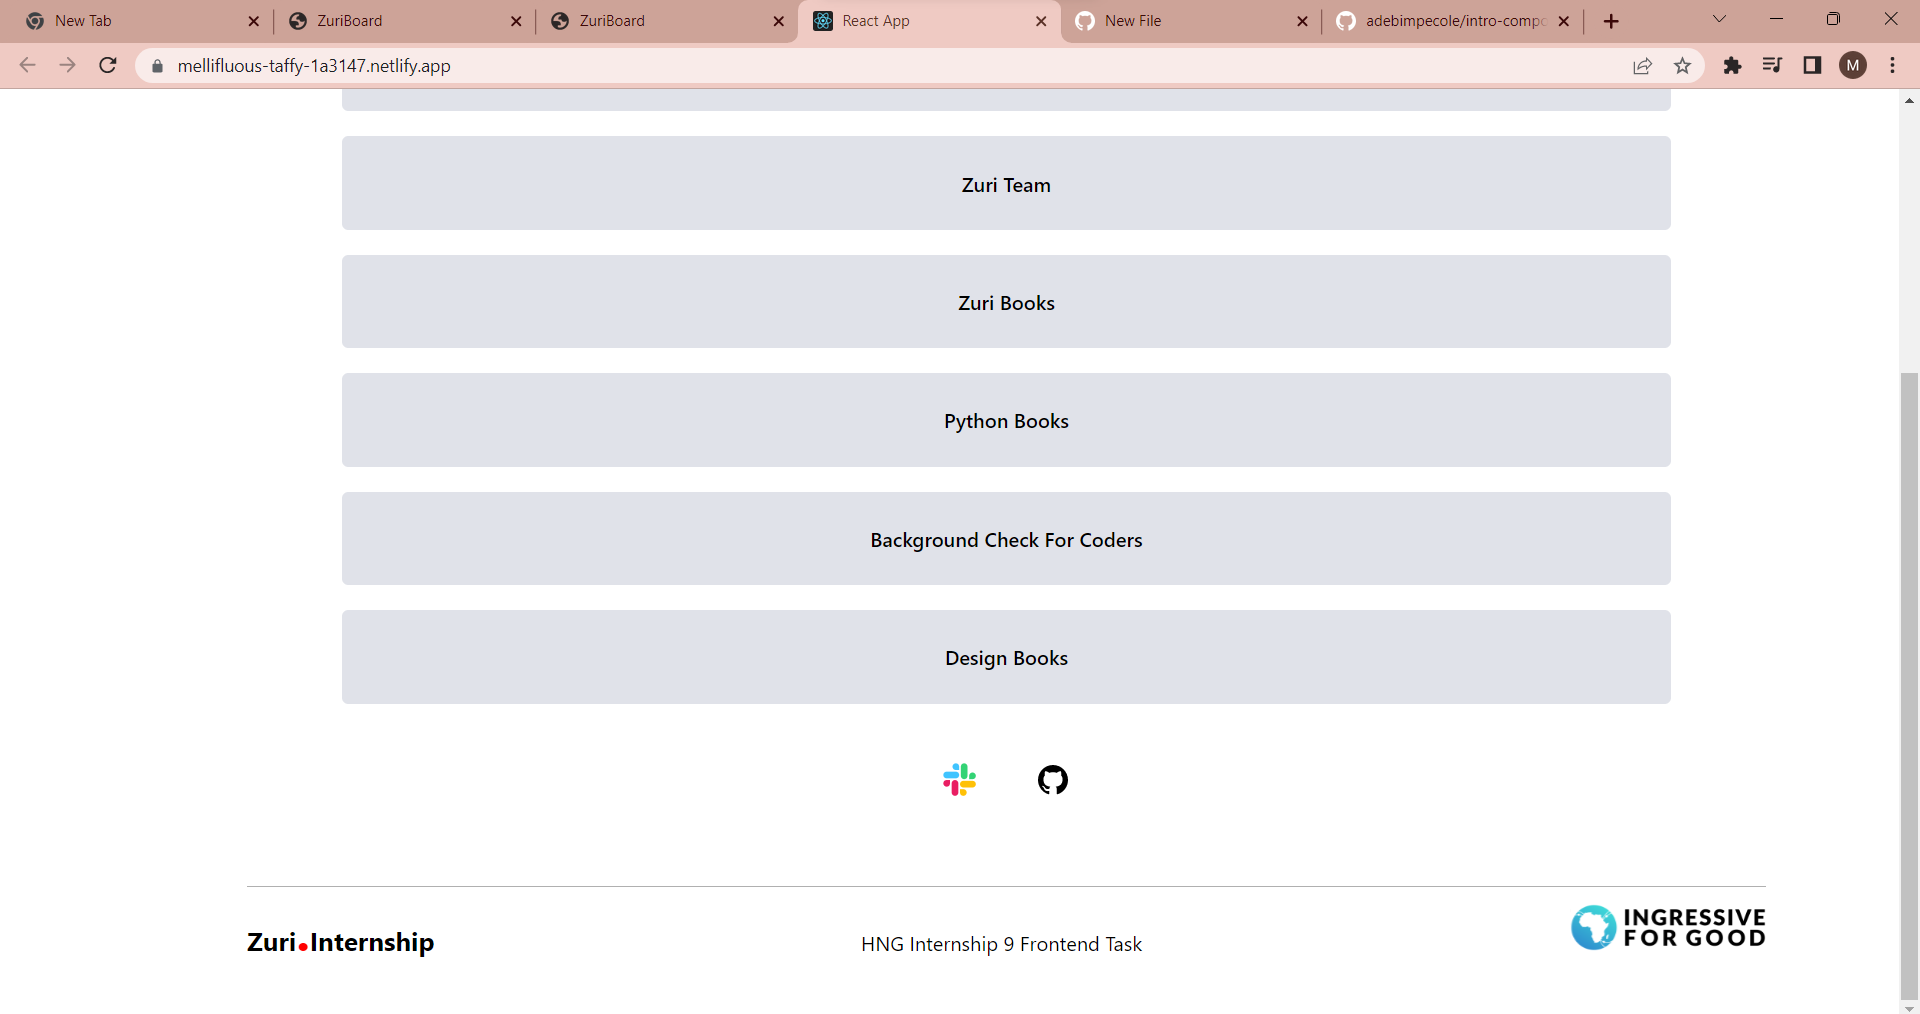 New Tab
ZuriBoard
ZuriBoard
React App
New File
adebimpecole/intro-compo
mellifluous-taffy-1a3147.netlify.app
M
Zuri Team
Zuri Books
Python Books
Background Check For Coders
Design Books
Zuri.Internship
HNG Internship 9 Frontend Task
INGRESSIVE
FOR GOOD